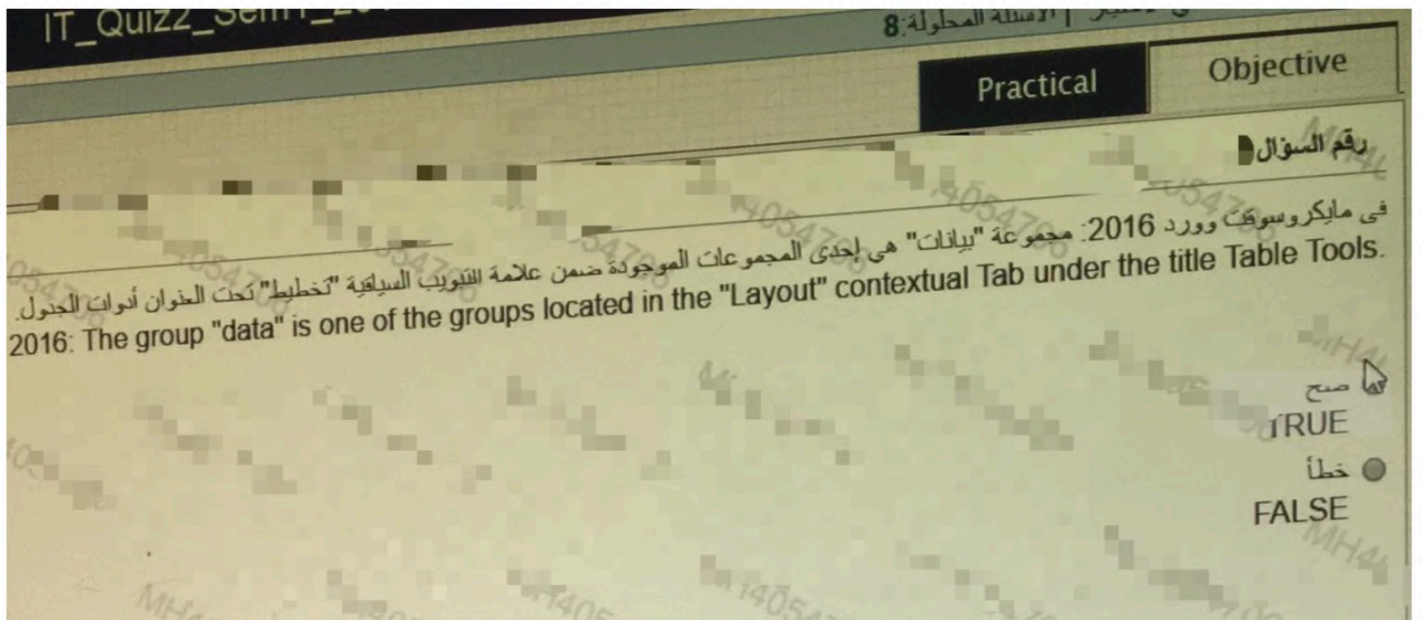 IT_Quiz2_Sem1_
الأسئلة المحلولة:8
Practical
Objective
رقم السؤال
في مايكروسوفت وورد 2016: مجموعة "بيانات" هي إحدى المجموعات الموجودة ضمن علامة التبويب السياقية "تخطيط" تحت العنوان أدوات الجدول.
2016: The group "data" is one of the groups located in the "Layout" contextual Tab under the title Table Tools.
صح
TRUE
خطأ
FALSE